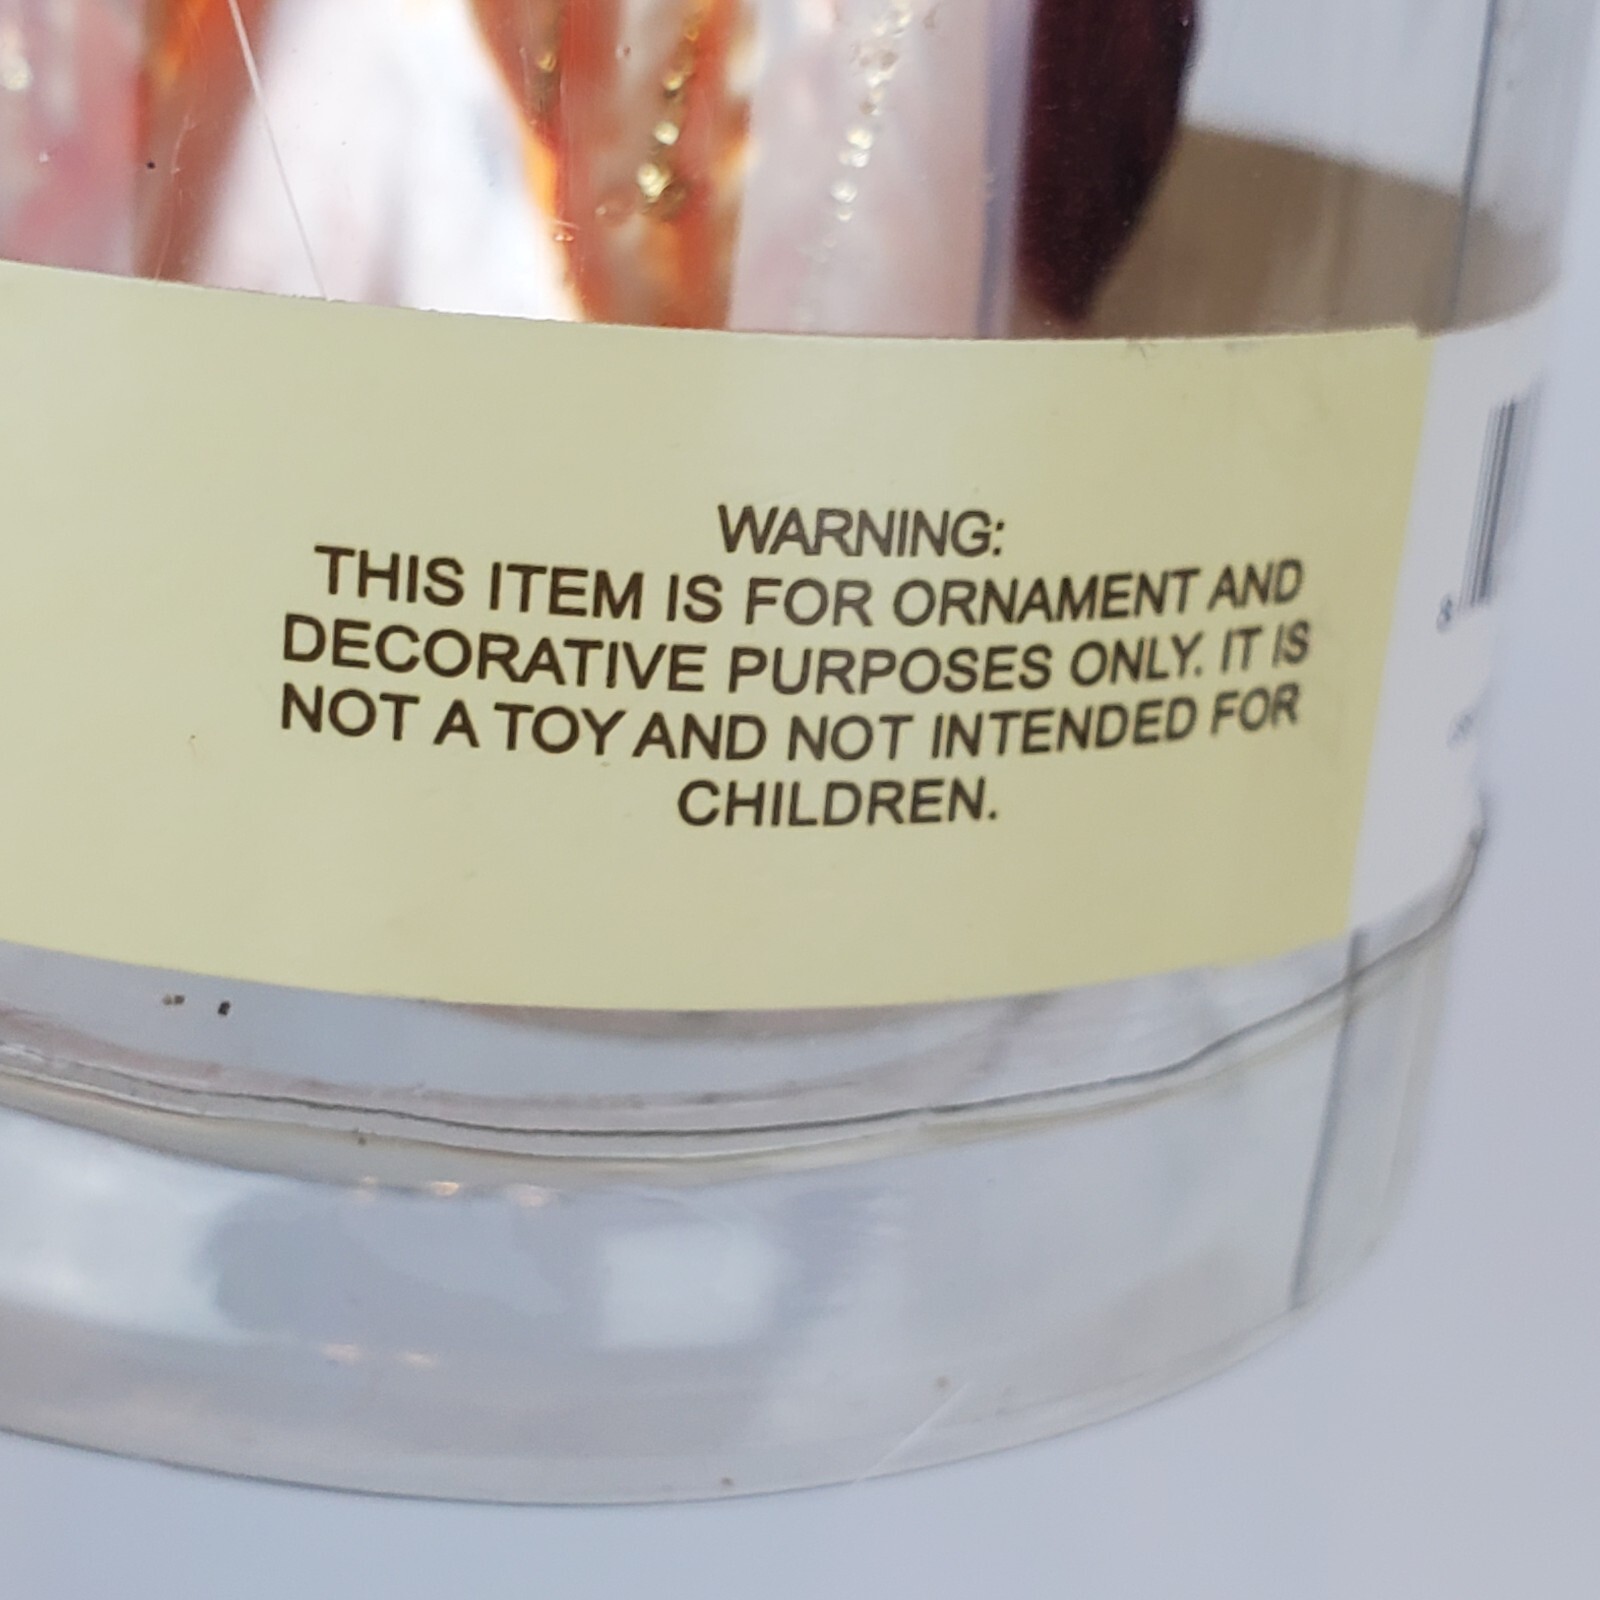 WARNING:
THIS ITEM IS FOR ORNAMENT AND
DECORATIVE PURPOSES ONLY. IT IS
NOT A TOY AND NOT INTENDED FOR
CHILDREN.
8